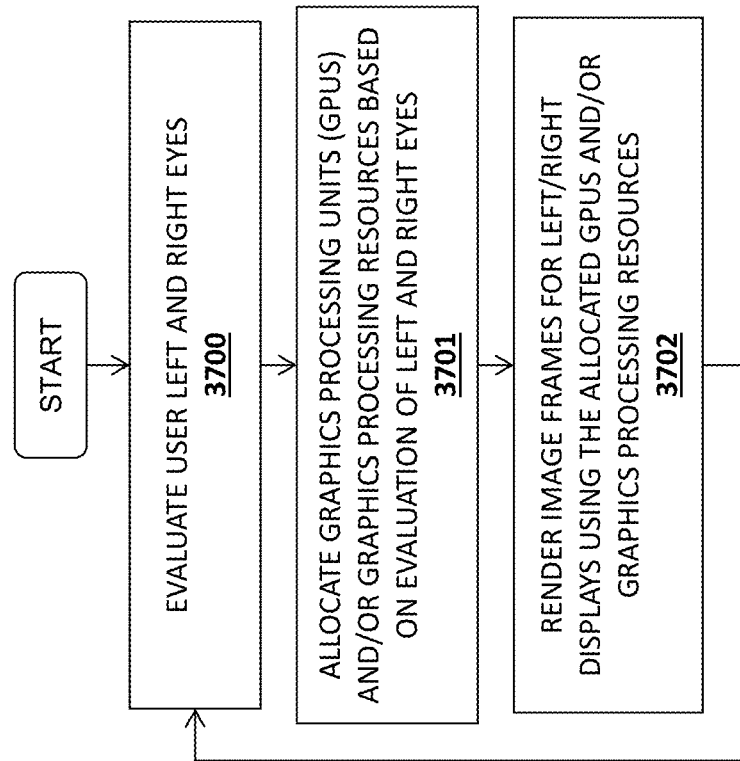 START
EVALUATE USER LEFT AND RIGHT EYES
3700
ALLOCATE GRAPHICS PROCESSING UNITS (GPUS)
AND/OR GRAPHICS PROCESSING RESOURCES BASED
ON EVALUATION OF LEFT AND RIGHT EYES
3701
RENDER IMAGE FRAMES FOR LEFT/RIGHT
DISPLAYS USING THE ALLOCATED GPUS AND/OR
GRAPHICS PROCESSING RESOURCES
3702